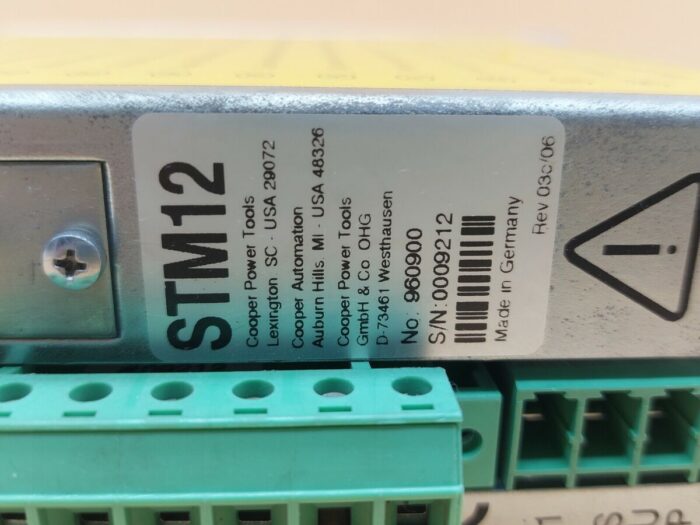 STM12
Cooper Power Tools
Lexington, SC - USA 29072
Cooper Automation
Auburn Hills, MI - USA 48326
Cooper Power Tools
GmbH & Co OHG
D-73461 Westhausen
No: 960900
S/N:0009212
Made in Germany
Rev 03c/06